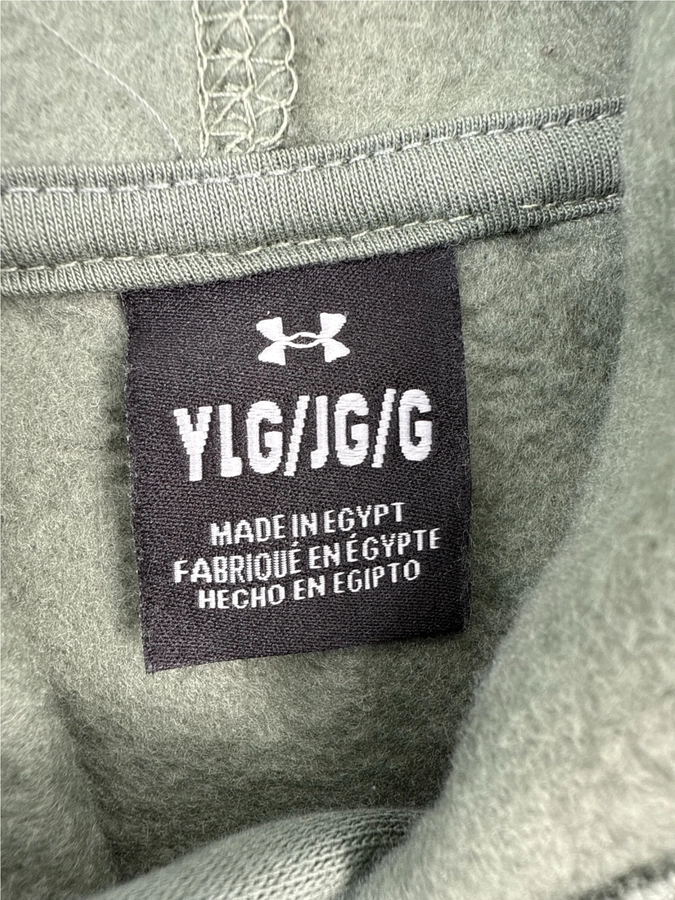 YLG/JG/G
MADE IN EGYPT
FABRIQUÉ EN ÉGYPTE
HECHO EN EGIPTO